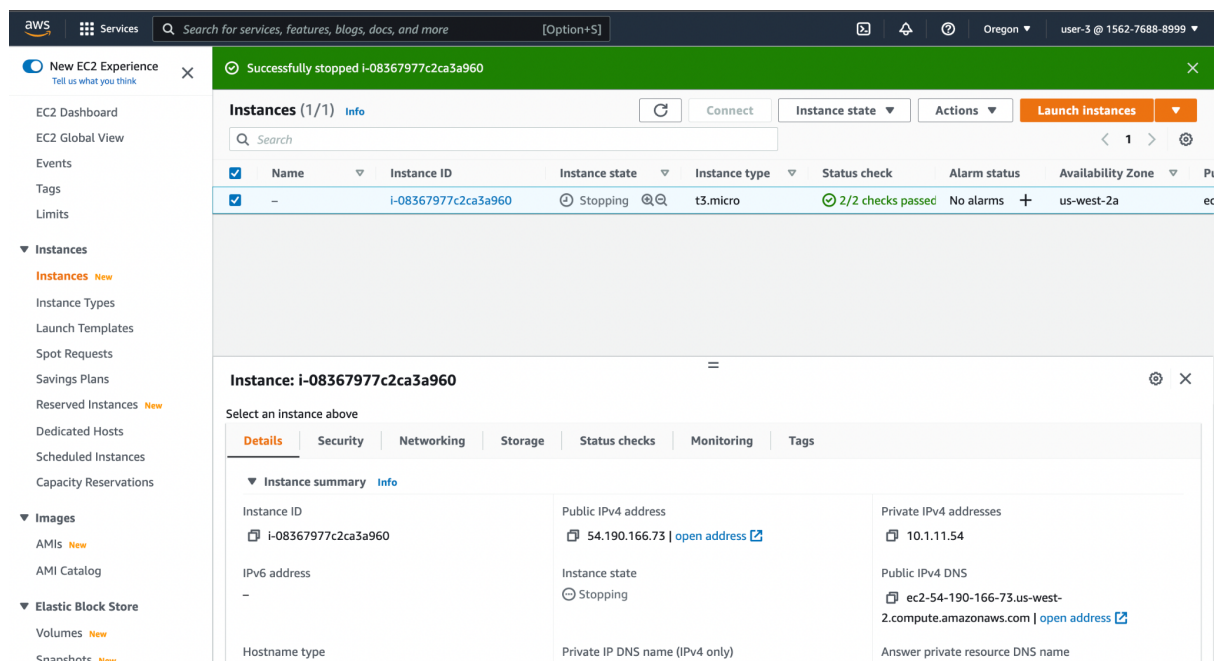 aws Services Search for services, features, blogs, docs, and more [Option+S] Oregon ▼ user-3 @ 1562-7688-8999 ▼
New EC2 Experience
Tell us what you think
EC2 Dashboard
EC2 Global View
Events
Tags
Limits
Instances
Instances New
Instance Types
Launch Templates
Spot Requests
Savings Plans
Reserved Instances New
Dedicated Hosts
Scheduled Instances
Capacity Reservations
Images
AMIs New
AMI Catalog
Elastic Block Store
Volumes New
Snapshots New
Successfully stopped i-08367977c2ca3a960
Instances (1/1) Info Connect Instance state ▼ Actions ▼ Launch instances ▼
Search 1
Name Instance ID Instance state Instance type Status check Alarm status Availability Zone
– i-08367977c2ca3a960 Stopping t3.micro 2/2 checks passed No alarms + us-west-2a ec
Instance: i-08367977c2ca3a960
Select an instance above
Details Security Networking Storage Status checks Monitoring Tags
Instance summary Info
Instance ID Public IPv4 address Private IPv4 addresses
i-08367977c2ca3a960 54.190.166.73 | open address 10.1.11.54
IPv6 address Instance state Public IPv4 DNS
– Stopping ec2-54-190-166-73.us-west-
2.compute.amazonaws.com | open address
Hostname type Private IP DNS name (IPv4 only) Answer private resource DNS name